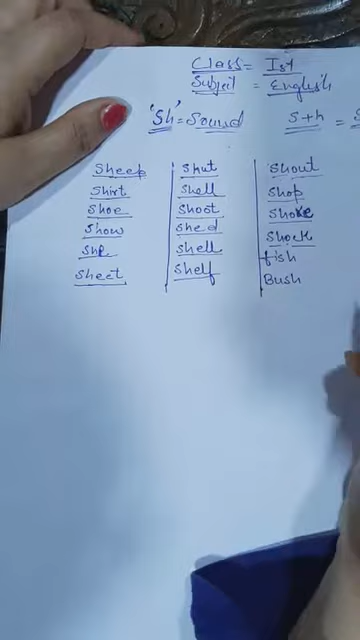 Class = Ist
Subject = English
'Sh' = Sound S+h =
Sheep Shut Shout
Shirt Shell Shop
Shoe Shoot Shore
Show Shed Shock
She Shell fish
Sheet Shelf Bush